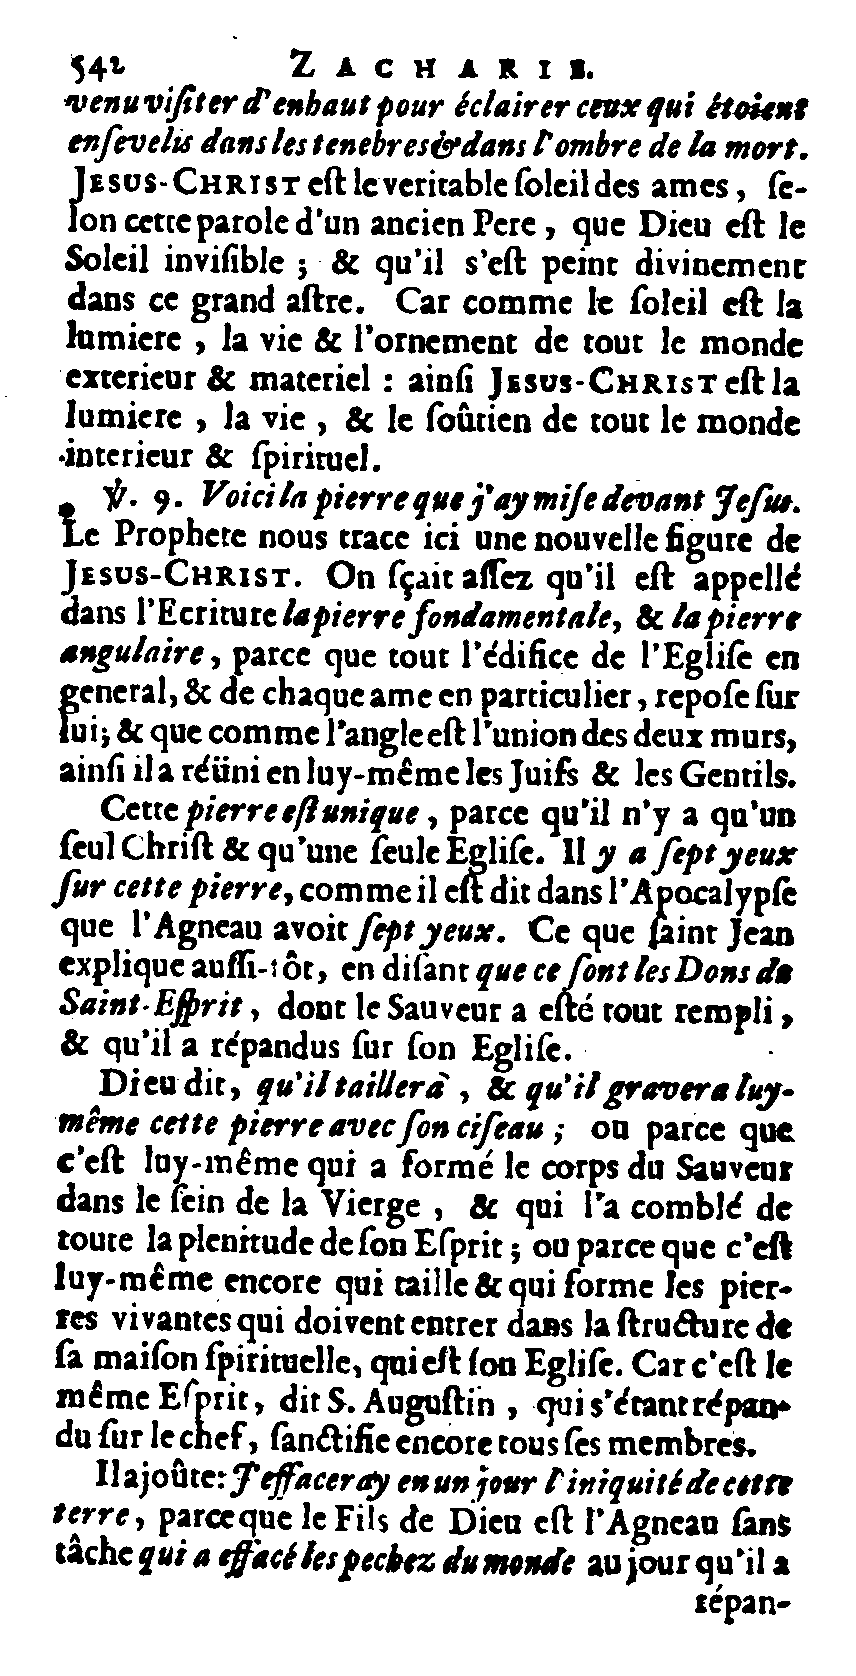 542 ZACHARIE.
venu visiter d'enhaut pour éclairer ceux qui étoient
ensevelis dans les tenebres & dans l'ombre de la mort.
JESUS-CHRIST est le veritable soleil des ames, se-
lon cette parole d'un ancien Pere, que Dieu est le
Soleil invisible ; & qu'il s'est peint divinement
dans ce grand astre. Car comme le soleil est la
lumiere, la vie & l'ornement de tout le monde
exterieur & materiel : ainsi JESUS-CHRIST est la
lumiere, la vie, & le soûtien de tout le monde
interieur & spirituel.
℣. 9. Voici la pierre que j'ay mise devant Jesus.
Le Prophete nous trace ici une nouvelle figure de
JESUS-CHRIST. On sçait assez qu'il est appellé
dans l'Ecriture la pierre fondamentale, & la pierre
angulaire, parce que tout l'édifice de l'Eglise en
general, & de chaque ame en particulier, repose sur
lui; & que comme l'angle est l'union des deux murs,
ainsi il a réüni en luy-même les Juifs & les Gentils.
Cette pierre est unique, parce qu'il n'y a qu'un
seul Christ & qu'une seule Eglise. Il y a sept yeux
sur cette pierre, comme il est dit dans l'Apocalypse
que l'Agneau avoit sept yeux. Ce que saint Jean
explique aussi-tôt, en disant que ce sont les Dons du
Saint-Esprit, dont le Sauveur a esté tout rempli,
& qu'il a répandus sur son Eglise.
Dieu dit, qu'il taillera, & qu'il gravera luy-
même cette pierre avec son ciseau ; ou parce que
c'est luy-même qui a formé le corps du Sauveur
dans le sein de la Vierge, & qui l'a comblé de
toute la plenitude de son Esprit ; ou parce que c'est
luy-même encore qui taille & qui forme les pier-
res vivantes qui doivent entrer dans la structure de
sa maison spirituelle, qui est son Eglise. Car c'est le
même Esprit, dit S. Augustin, qui s'étant répan-
du sur le chef, sanctifie encore tous ses membres.
Il ajoûte: J'effaceray en un jour l'iniquité de cette
terre, parce que le Fils de Dieu est l'Agneau sans
tâche qui a effacé les pechez du monde au jour qu'il a
répan-